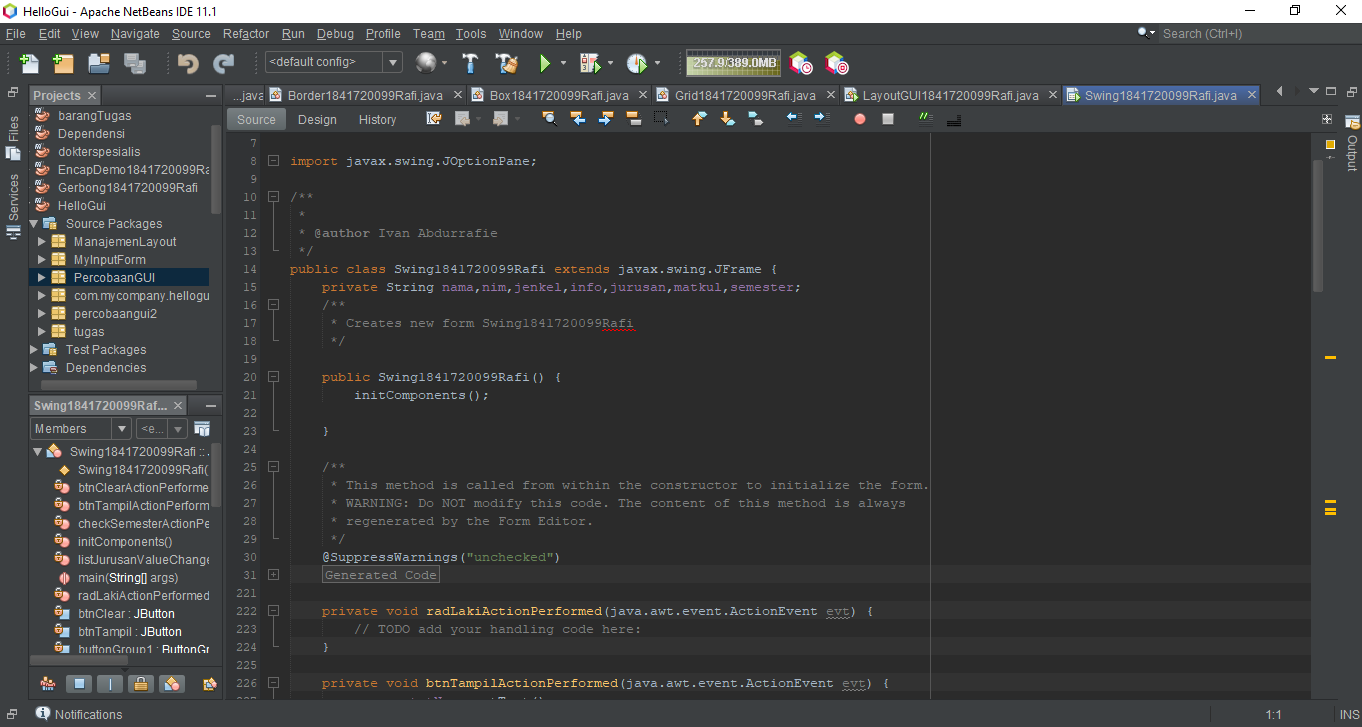 HelloGui - Apache NetBeans IDE 11.1
File Edit View Navigate Source Refactor Run Debug Profile Team Tools Window Help
Search (Ctrl+I)
<default config>
257.9/389.0MB
Projects
...java
Border1841720099Rafi.java
Box1841720099Rafi.java
Grid1841720099Rafi.java
LayoutGUI1841720099Rafi.java
Swing1841720099Rafi.java
Source Design History
Files
Services
Output
barangTugas
Dependensi
dokterspesialis
EncapDemo1841720099Ra
Gerbong1841720099Rafi
HelloGui
Source Packages
ManajemenLayout
MyInputForm
PercobaanGUI
com.mycompany.hellogu
percobaangui2
tugas
Test Packages
Dependencies
Swing1841720099Raf...
Members
<e...
Swing1841720099Rafi :: .
Swing1841720099Rafi(
btnClearActionPerforme
btnTampilActionPerform
checkSemesterActionPe
initComponents()
listJurusanValueChange
main(String[] args)
radLakiActionPerformed
btnClear : JButton
btnTampil : JButton
buttonGroup1 : ButtonGr
7
8 import javax.swing.JOptionPane;
9
10 /**
11 *
12 * @author Ivan Abdurrafie
13 */
14 public class Swing1841720099Rafi extends javax.swing.JFrame {
15 private String nama,nim,jenkel,info,jurusan,matkul,semester;
16 /**
17 * Creates new form Swing1841720099Rafi
18 */
19
20 public Swing1841720099Rafi() {
21 initComponents();
22
23 }
24
25 /**
26 * This method is called from within the constructor to initialize the form.
27 * WARNING: Do NOT modify this code. The content of this method is always
28 * regenerated by the Form Editor.
29 */
30 @SuppressWarnings("unchecked")
31 Generated Code
221
222 private void radLakiActionPerformed(java.awt.event.ActionEvent evt) {
223 // TODO add your handling code here:
224 }
225
226 private void btnTampilActionPerformed(java.awt.event.ActionEvent evt) {
Notifications
1:1
INS